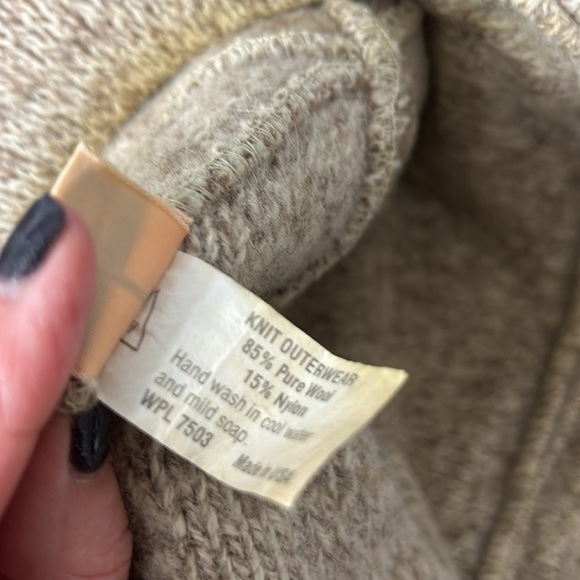 KNIT OUTERWEAR
85% Pure Wool
15% Nylon
Hand wash in cool water
and mild soap.
WPL 7503
Made in USA